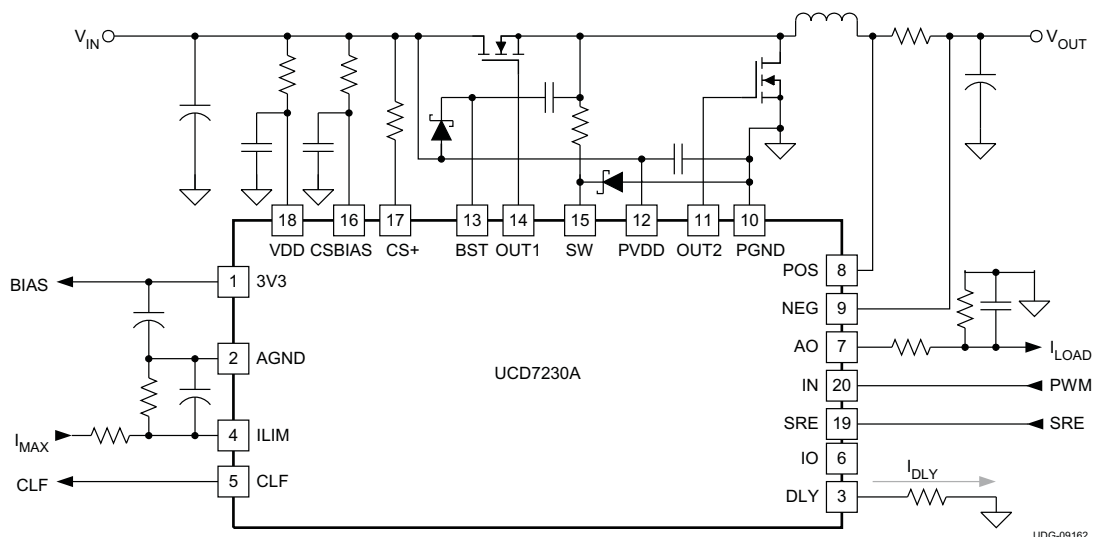 VIN
VOUT
18
16
17
13
14
15
12
11
10
VDD
CSBIAS
CS+
BST
OUT1
SW
PVDD
OUT2
PGND
BIAS
1
3V3
2
AGND
IMAX
4
ILIM
CLF
5
CLF
UCD7230A
POS
8
NEG
9
AO
7
ILOAD
IN
20
PWM
SRE
19
SRE
IO
6
IDLY
DLY
3
UDG-09162